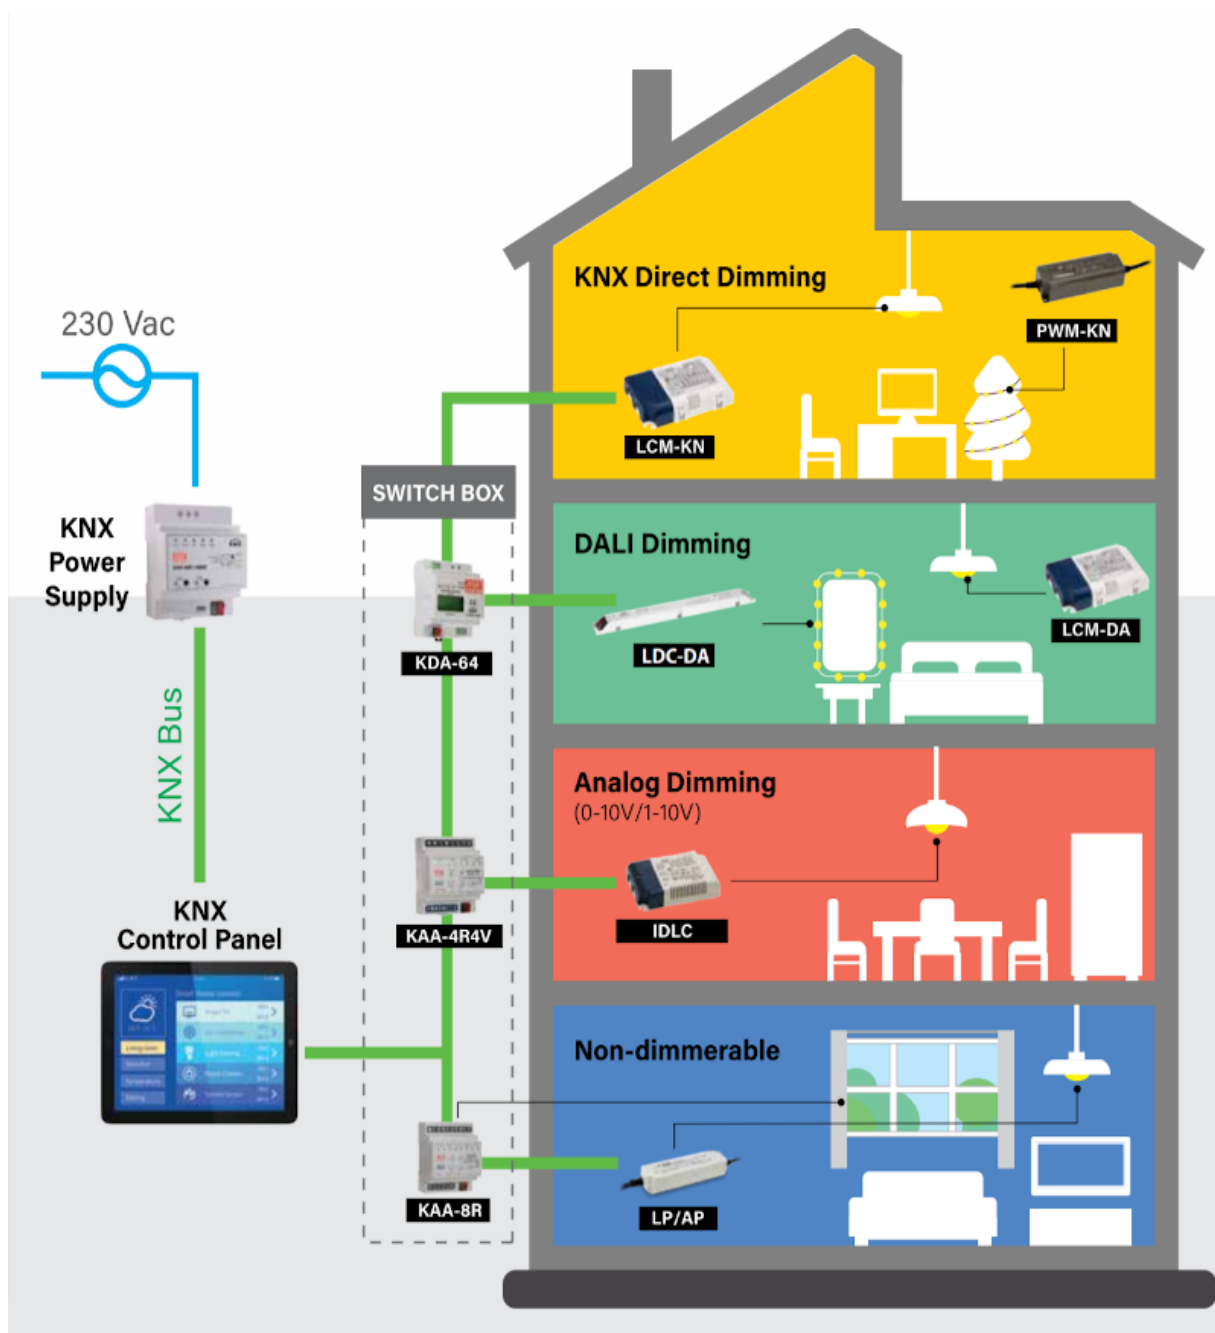 KNX Direct Dimming
PWM-KN
230 Vac
LCM-KN
SWITCH BOX
KNX
Power
Supply
DALI Dimming
LCM-DA
KDA-64
LDC-DA
KNX Bus
Analog Dimming
(0-10V/1-10V)
KNX
Control Panel
KAA-4R4V
IDLC
Non-dimmerable
KAA-8R
LP/AP